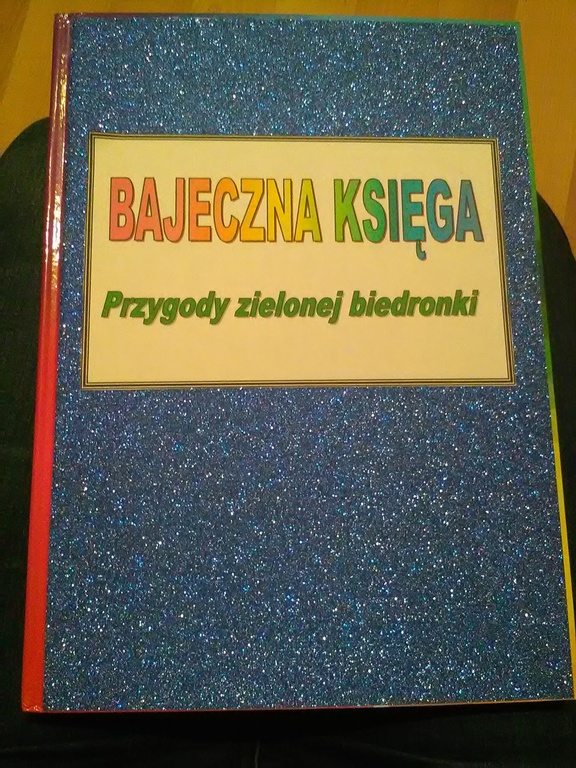 BAJECZNA KSIĘGA
Przygody zielonej biedronki